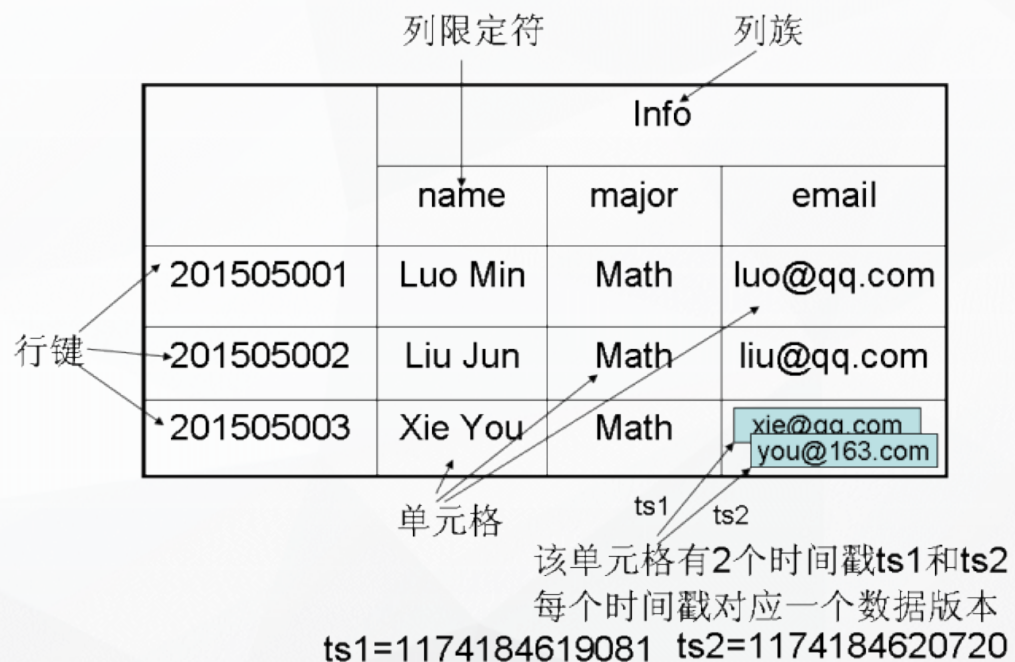 列限定符 列族
Info
name major email
201505001 Luo Min Math luo@qq.com
行键
201505002 Liu Jun Math liu@qq.com
201505003 Xie You Math xie@qq.com
you@163.com
单元格 ts1 ts2
该单元格有2个时间戳ts1和ts2
每个时间戳对应一个数据版本
ts1=1174184619081 ts2=1174184620720